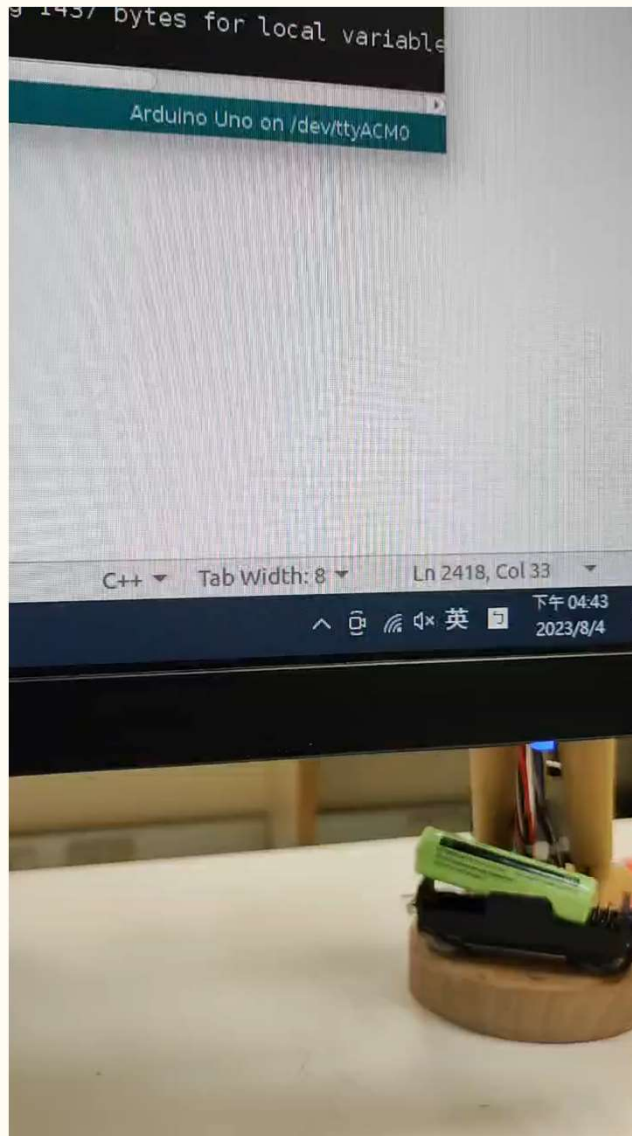 1437 bytes for local variable
Arduino Uno on /dev/ttyACM0
C++ Tab Width: 8 Ln 2418, Col 33
英 ㄅ 下午 04:43
2023/8/4